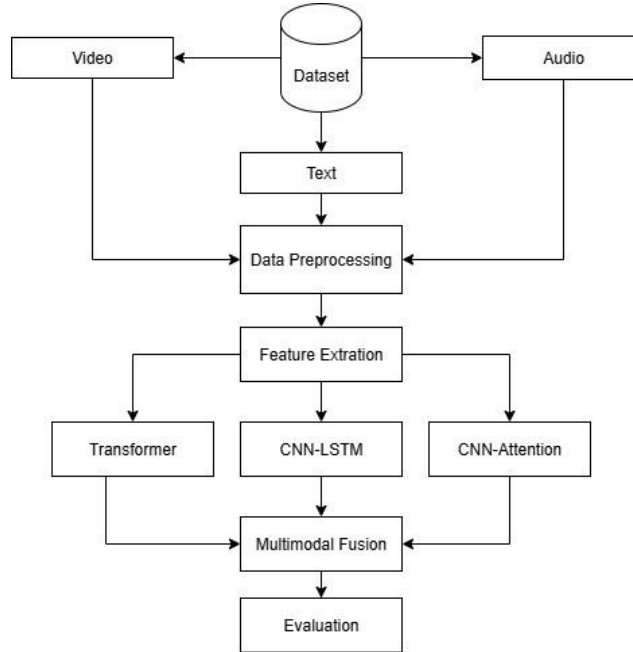 Video
Dataset
Audio
Text
Data Preprocessing
Feature Extration
Transformer
CNN-LSTM
CNN-Attention
Multimodal Fusion
Evaluation